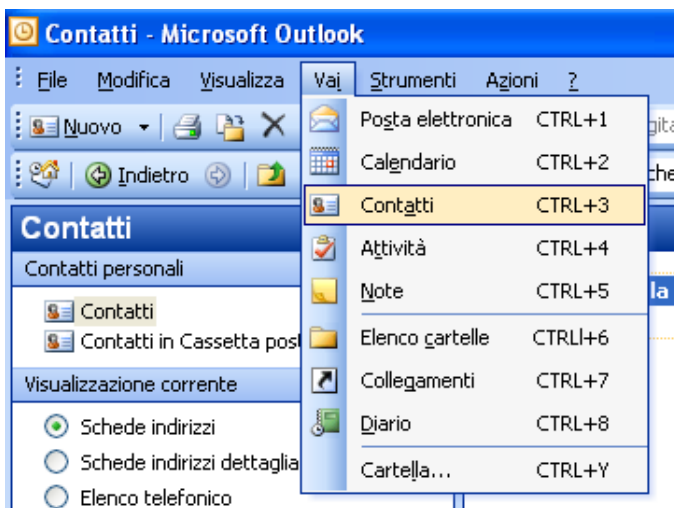 Contatti - Microsoft Outlook
File Modifica Visualizza Vai Strumenti Azioni ?
Nuovo
Posta elettronica CTRL+1
Calendario CTRL+2
Indietro
Contatti CTRL+3
Contatti
Attività CTRL+4
Contatti personali
Note CTRL+5
la
Contatti
Contatti in Cassetta post
Elenco cartelle CTRLl+6
Visualizzazione corrente
Collegamenti CTRL+7
Schede indirizzi
Diario CTRL+8
Schede indirizzi dettaglia
Cartella... CTRL+Y
Elenco telefonico